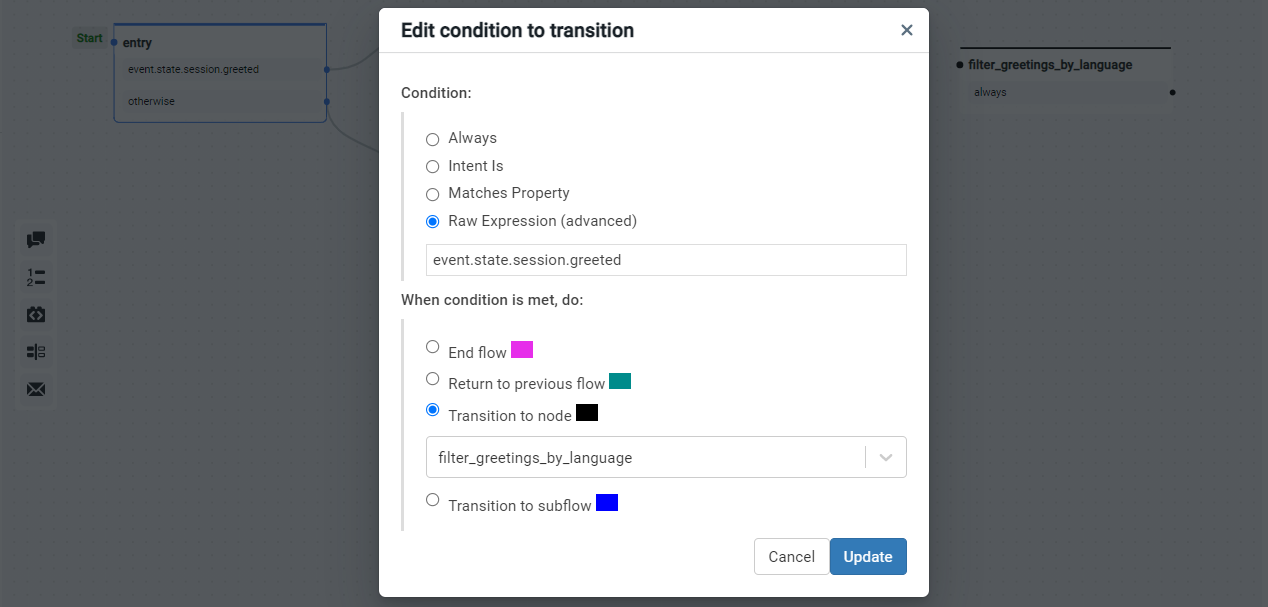 Edit condition to transition
Start
entry
event.state.session.greeted
otherwise
filter_greetings_by_language
always
Condition:
Always
Intent Is
Matches Property
Raw Expression (advanced)
event.state.session.greeted
When condition is met, do:
End flow
Return to previous flow
Transition to node
filter_greetings_by_language
Transition to subflow
Cancel
Update